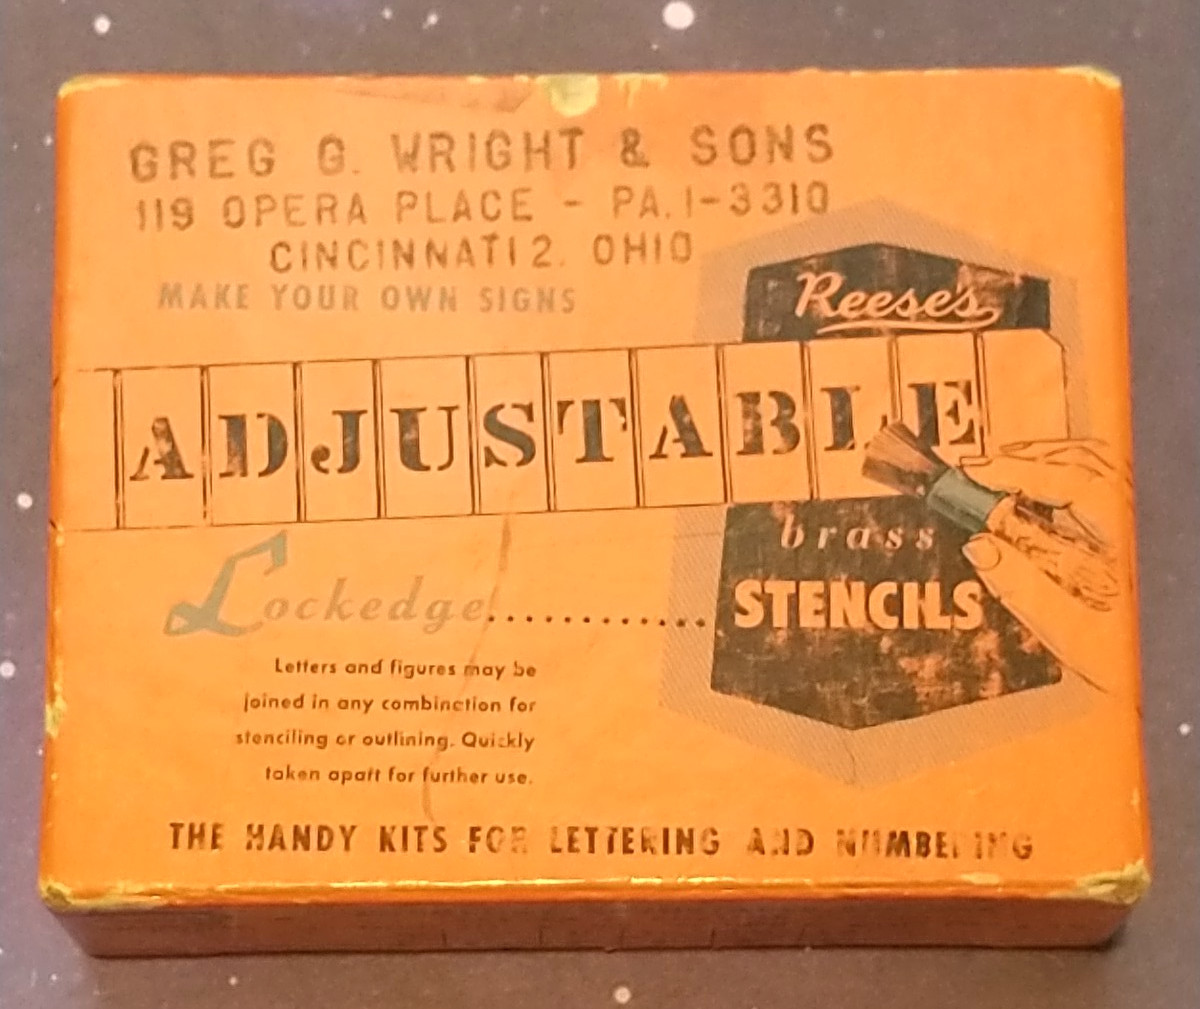 GREG G. WRIGHT & SONS
119 OPERA PLACE - PA. 1-3310
CINCINNATI 2. OHIO
MAKE YOUR OWN SIGNS
Reese's
ADJUSTABLE
brass
STENCILS
Lockedge............
Letters and figures may be
joined in any combination for
stenciling or outlining. Quickly
taken apart for further use.
THE HANDY KITS FOR LETTERING AND NUMBERING